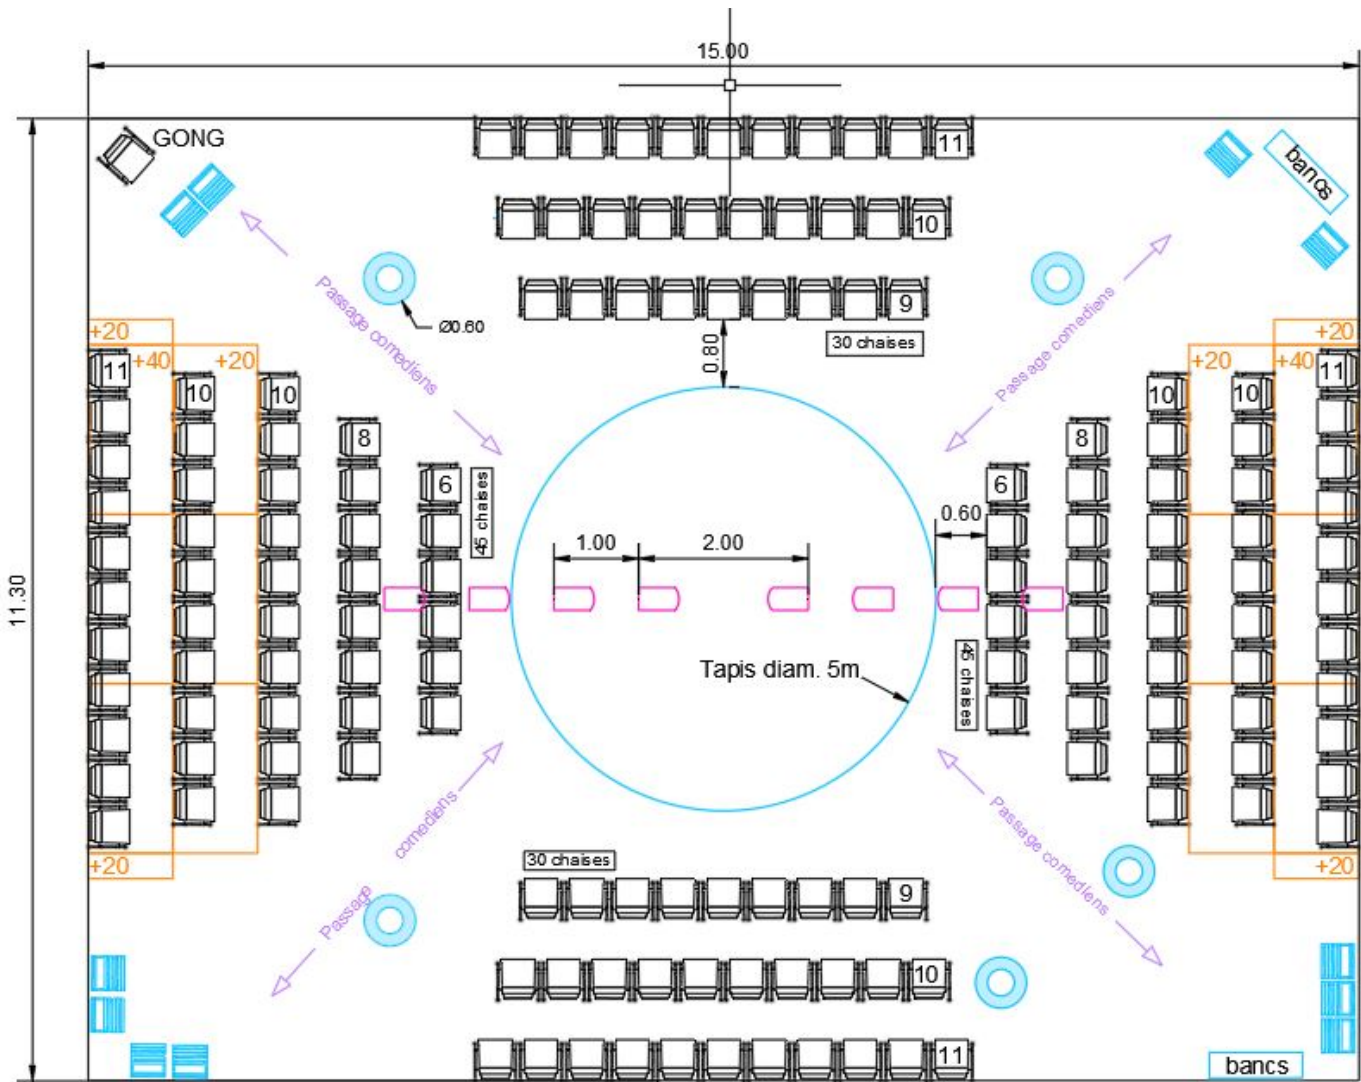 15.00
GONG
11
bancs
10
Passage comediens
Ø0.60
9
30 chaises
0.80
Passage comediens
+20
+20
11
+40
+20
10
10
+20
+40
11
10
10
8
8
6
6
45 chaises
0.60
1.00
2.00
11.30
Tapis diam. 5m
45 chaises
Passage comediens
Passage comediens
+20
+20
30 chaises
9
10
11
bancs